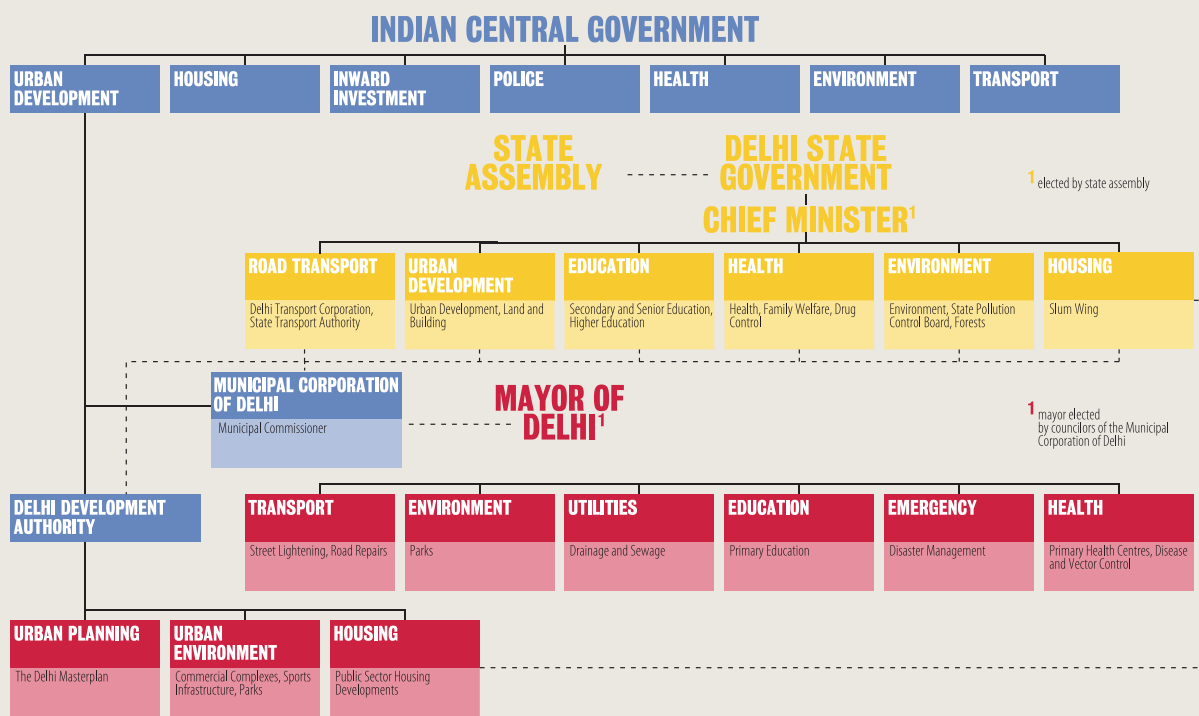 INDIAN CENTRAL GOVERNMENT
URBAN
DEVELOPMENT
HOUSING
INWARD
INVESTMENT
POLICE
HEALTH
ENVIRONMENT
TRANSPORT
STATE
ASSEMBLY
DELHI STATE
GOVERNMENT
1 elected by state assembly
CHIEF MINISTER1
ROAD TRANSPORT
Delhi Transport Corporation,
State Transport Authority
URBAN
DEVELOPMENT
Urban Development, Land and
Building
EDUCATION
Secondary and Senior Education,
Higher Education
HEALTH
Health, Family Welfare, Drug
Control
ENVIRONMENT
Environment, State Pollution
Control Board, Forests
HOUSING
Slum Wing
MUNICIPAL CORPORATION
OF DELHI
Municipal Commissioner
MAYOR OF
DELHI1
1 mayor elected
by councilors of the Municipal
Corporation of Delhi
DELHI DEVELOPMENT
AUTHORITY
TRANSPORT
Street Lightening, Road Repairs
ENVIRONMENT
Parks
UTILITIES
Drainage and Sewage
EDUCATION
Primary Education
EMERGENCY
Disaster Management
HEALTH
Primary Health Centres, Disease
and Vector Control
URBAN PLANNING
The Delhi Masterplan
URBAN
ENVIRONMENT
Commercial Complexes, Sports
Infrastructure, Parks
HOUSING
Public Sector Housing
Developments